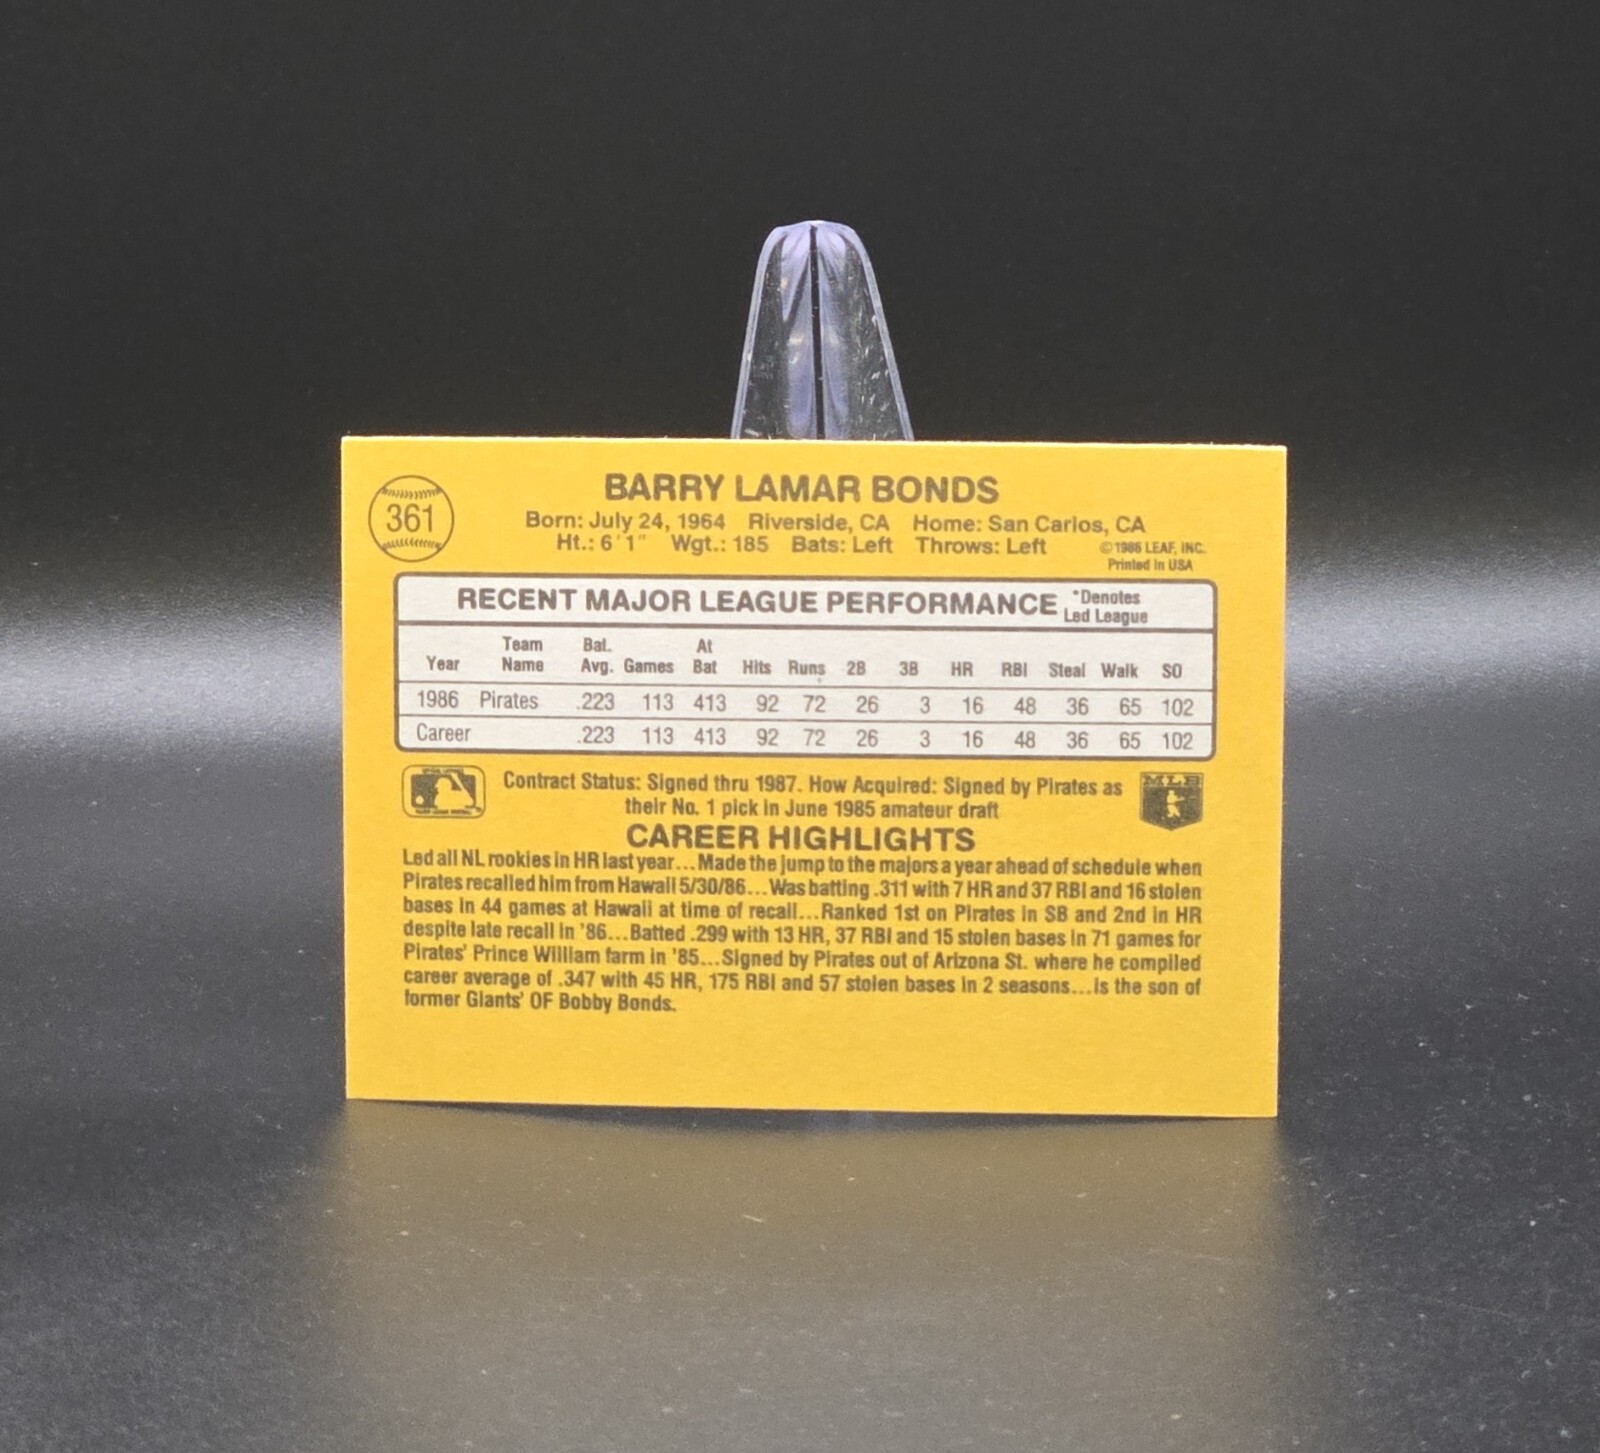 361
BARRY LAMAR BONDS
Born: July 24, 1964 Riverside, CA Home: San Carlos, CA
Ht.: 6'1" Wgt.: 185 Bats: Left Throws: Left
©1986 LEAF, INC.
Printed in USA
RECENT MAJOR LEAGUE PERFORMANCE
*Denotes
Led League
Year Team Name Bat. Avg. Games At Bat Hits Runs 2B 3B HR RBI Steal Walk SO
1986 Pirates .223 113 413 92 72 26 3 16 48 36 65 102
Career .223 113 413 92 72 26 3 16 48 36 65 102
Contract Status: Signed thru 1987. How Acquired: Signed by Pirates as
their No. 1 pick in June 1985 amateur draft
MLB
CAREER HIGHLIGHTS
Led all NL rookies in HR last year...Made the jump to the majors a year ahead of schedule when
Pirates recalled him from Hawaii 5/30/86...Was batting .311 with 7 HR and 37 RBI and 16 stolen
bases in 44 games at Hawaii at time of recall...Ranked 1st on Pirates in SB and 2nd in HR
despite late recall in '86...Batted .299 with 13 HR, 37 RBI and 15 stolen bases in 71 games for
Pirates' Prince William farm in '85...Signed by Pirates out of Arizona St. where he compiled
career average of .347 with 45 HR, 175 RBI and 57 stolen bases in 2 seasons...Is the son of
former Giants' OF Bobby Bonds.